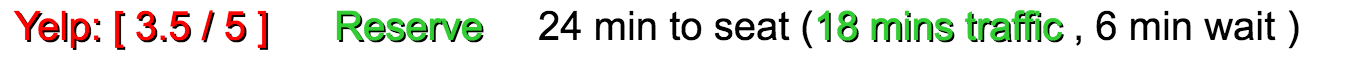 Yelp: [ 3.5 / 5 ] Reserve 24 min to seat (18 mins traffic , 6 min wait )